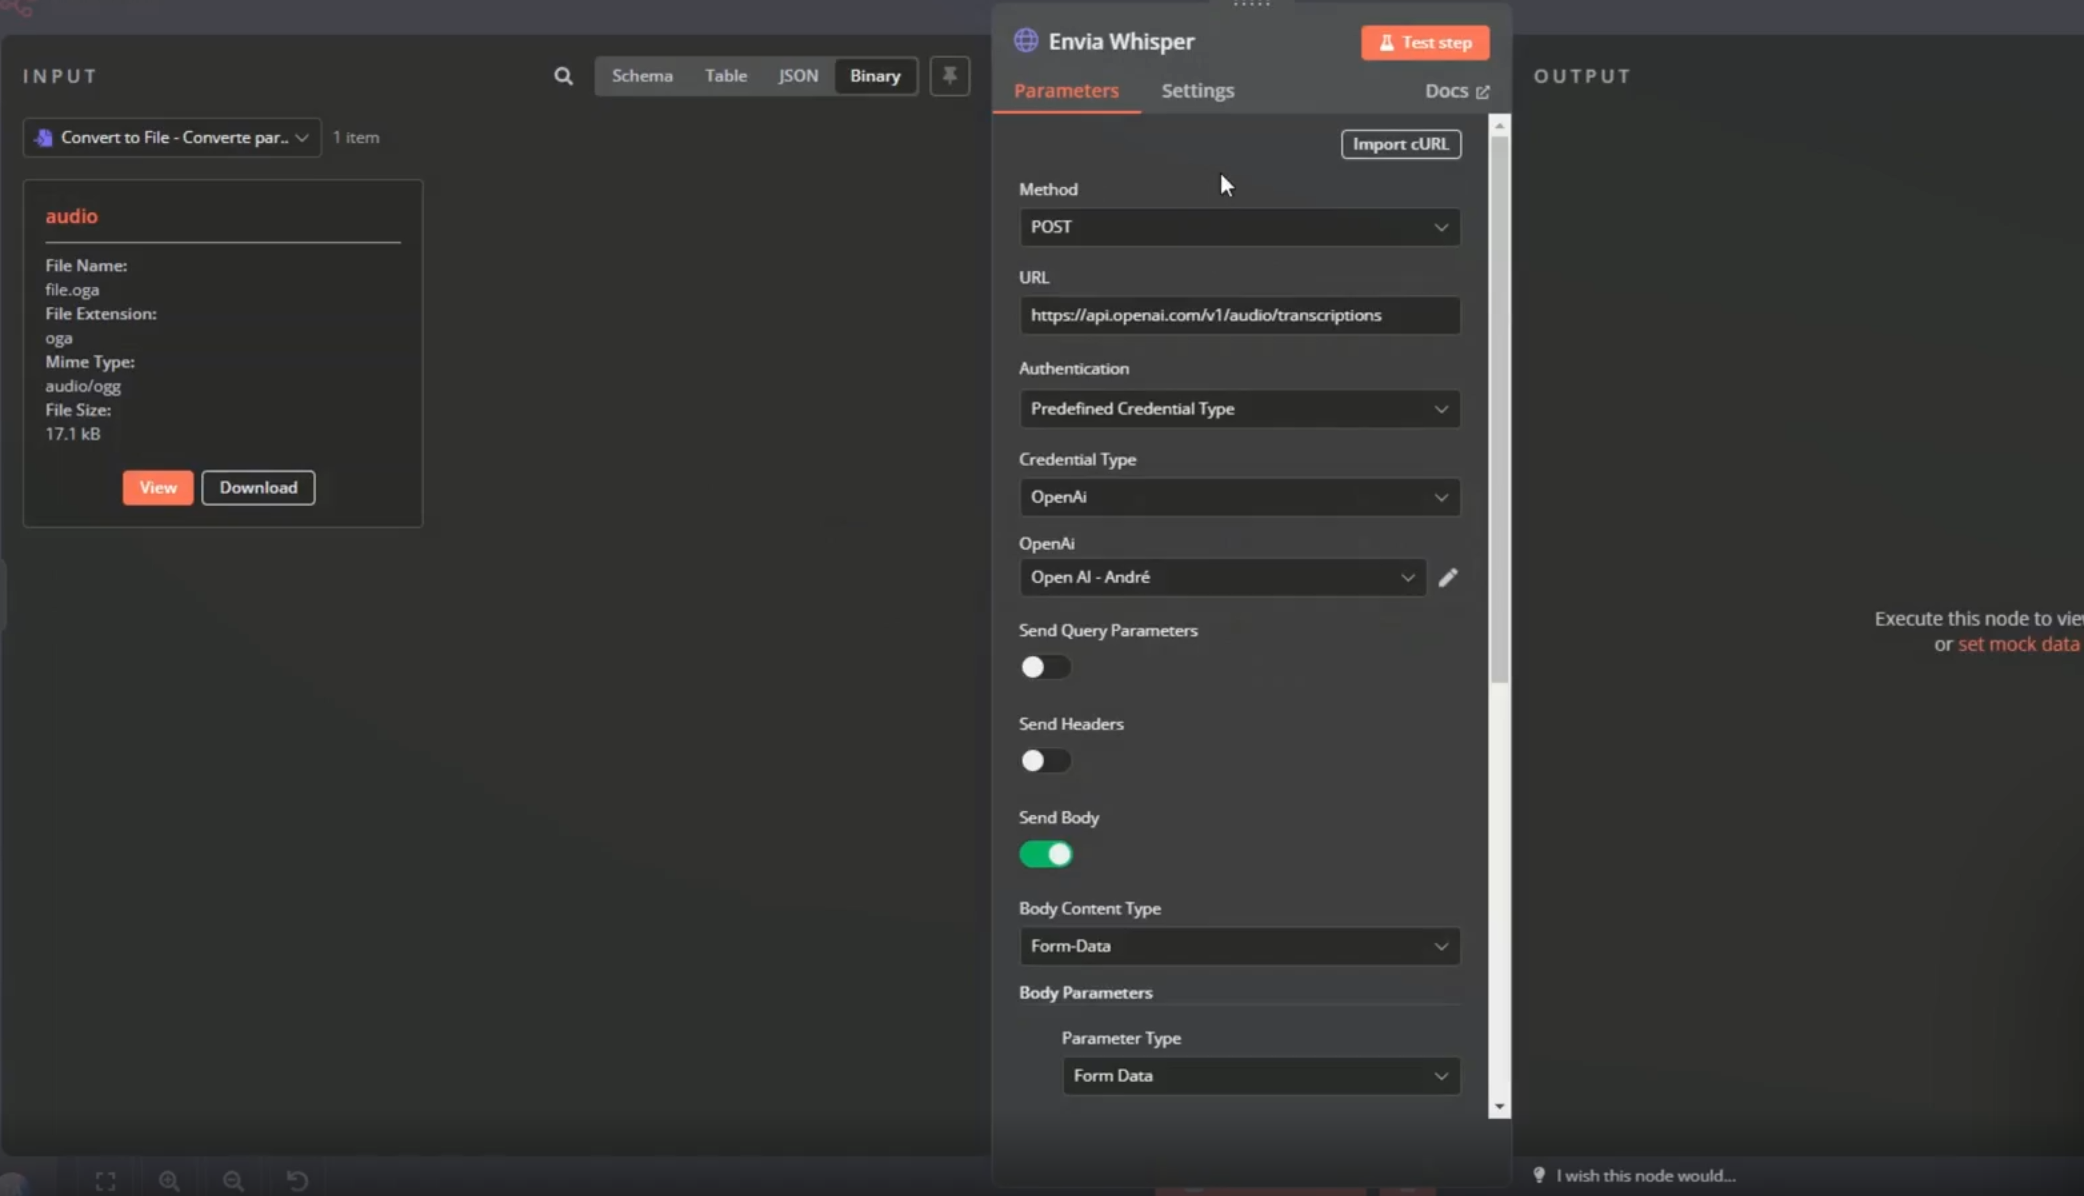 INPUT
Schema
Table
JSON
Binary
Convert to File - Converte par..
1 item
audio
File Name:
file.oga
File Extension:
oga
Mime Type:
audio/ogg
File Size:
17.1 kB
View
Download
Envia Whisper
Test step
Parameters
Settings
Docs
Import cURL
Method
POST
URL
https://api.openai.com/v1/audio/transcriptions
Authentication
Predefined Credential Type
Credential Type
OpenAi
OpenAi
Open AI - André
Send Query Parameters
Send Headers
Send Body
Body Content Type
Form-Data
Body Parameters
Parameter Type
Form Data
OUTPUT
Execute this node to vie
or set mock data
I wish this node would...